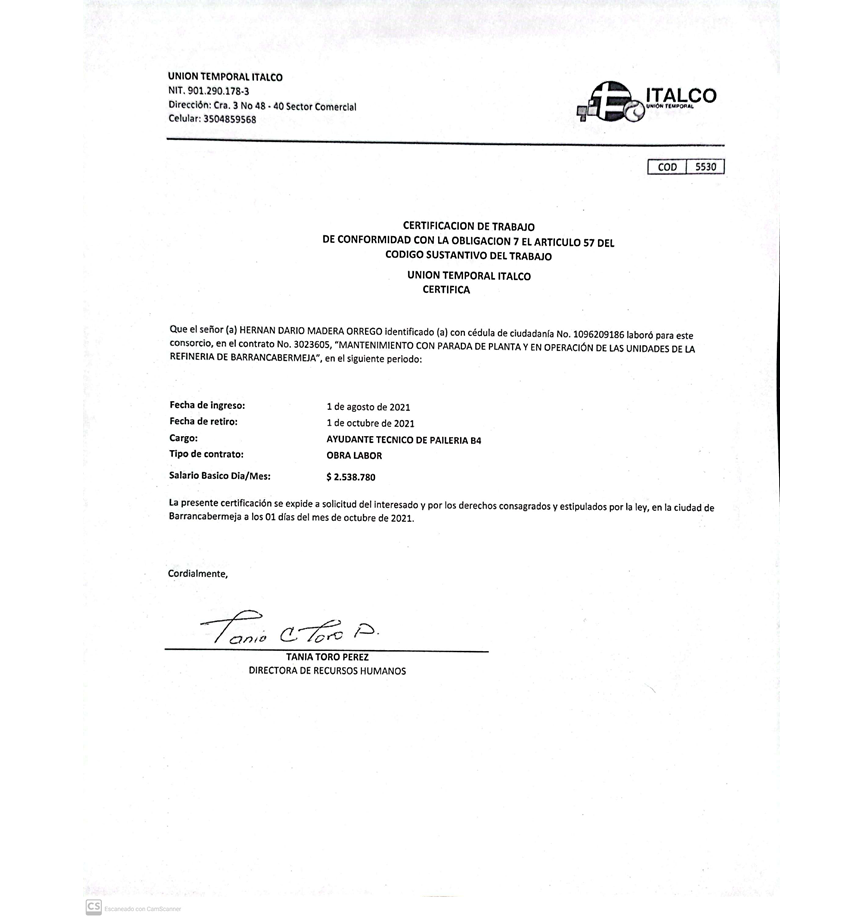 UNION TEMPORAL ITALCO
NIT. 901.290.178-3
Dirección: Cra. 3 No 48 - 40 Sector Comercial
Celular: 3504859568
ITALCO
UNIÓN TEMPORAL
COD 5530
CERTIFICACION DE TRABAJO
DE CONFORMIDAD CON LA OBLIGACION 7 EL ARTICULO 57 DEL
CODIGO SUSTANTIVO DEL TRABAJO
UNION TEMPORAL ITALCO
CERTIFICA
Que el señor (a) HERNAN DARIO MADERA ORREGO identificado (a) con cédula de ciudadanía No. 1096209186 laboró para este
consorcio, en el contrato No. 3023605, "MANTENIMIENTO CON PARADA DE PLANTA Y EN OPERACIÓN DE LAS UNIDADES DE LA
REFINERIA DE BARRANCABERMEJA", en el siguiente periodo:
Fecha de ingreso: 1 de agosto de 2021
Fecha de retiro: 1 de octubre de 2021
Cargo: AYUDANTE TECNICO DE PAILERIA B4
Tipo de contrato: OBRA LABOR
Salario Basico Dia/Mes: $ 2.538.780
La presente certificación se expide a solicitud del interesado y por los derechos consagrados y estipulados por la ley, en la ciudad de
Barrancabermeja a los 01 días del mes de octubre de 2021.
Cordialmente,
Tania C Toro P.
TANIA TORO PEREZ
DIRECTORA DE RECURSOS HUMANOS
CS Escaneado con CamScanner